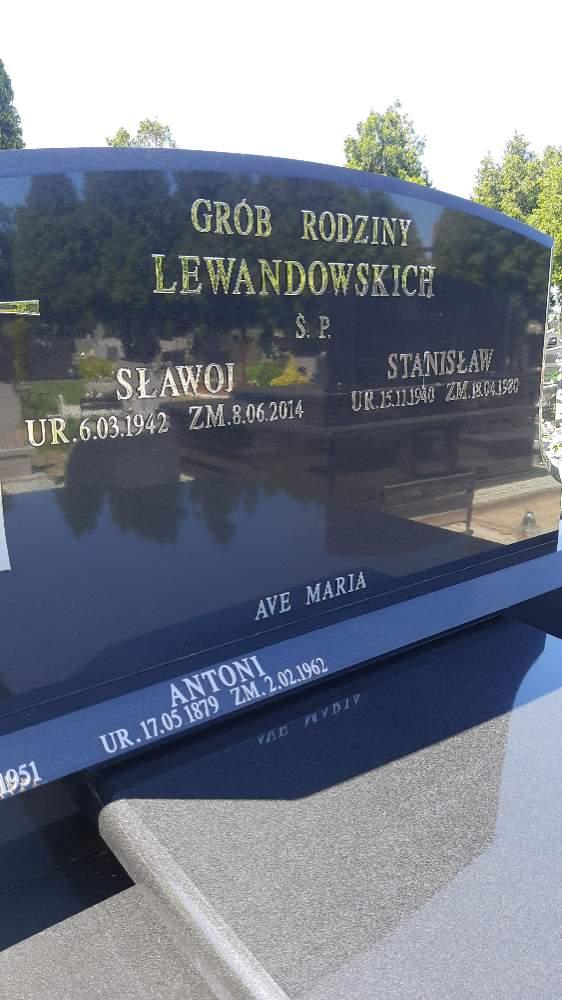 GRÓB RODZINY
LEWANDOWSKICH
Ś. P.
SŁAWOJ
UR.6.03.1942 ZM.8.06.2014
STANISŁAW
UR.15.11.1940 ZM.18.04.1980
AVE MARIA
ANTONI
UR.17.05 1879 ZM.2.02.1962
1951